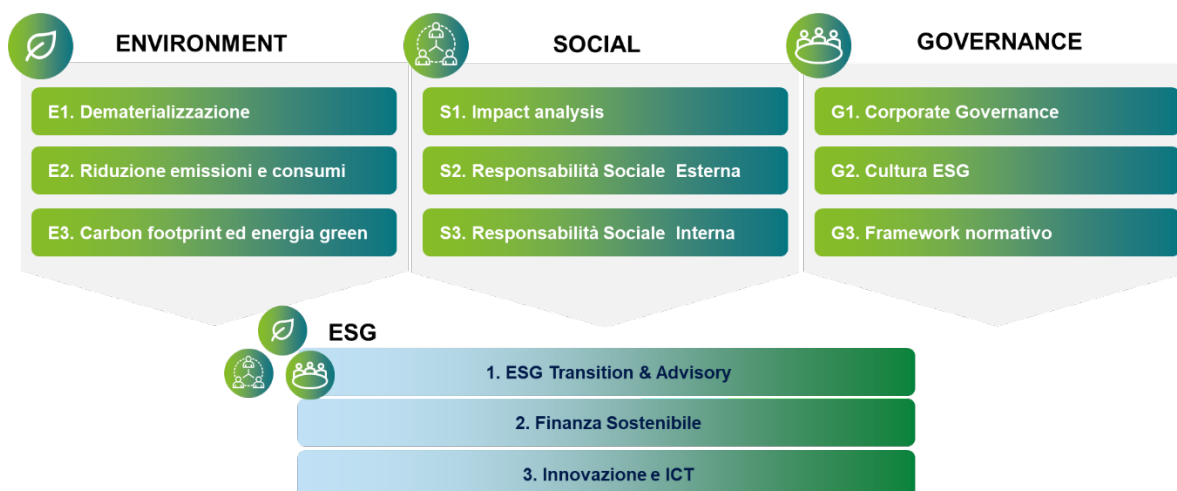 ENVIRONMENT
E1. Dematerializzazione
E2. Riduzione emissioni e consumi
E3. Carbon footprint ed energia green
SOCIAL
S1. Impact analysis
S2. Responsabilità Sociale Esterna
S3. Responsabilità Sociale Interna
GOVERNANCE
G1. Corporate Governance
G2. Cultura ESG
G3. Framework normativo
ESG
1. ESG Transition & Advisory
2. Finanza Sostenibile
3. Innovazione e ICT